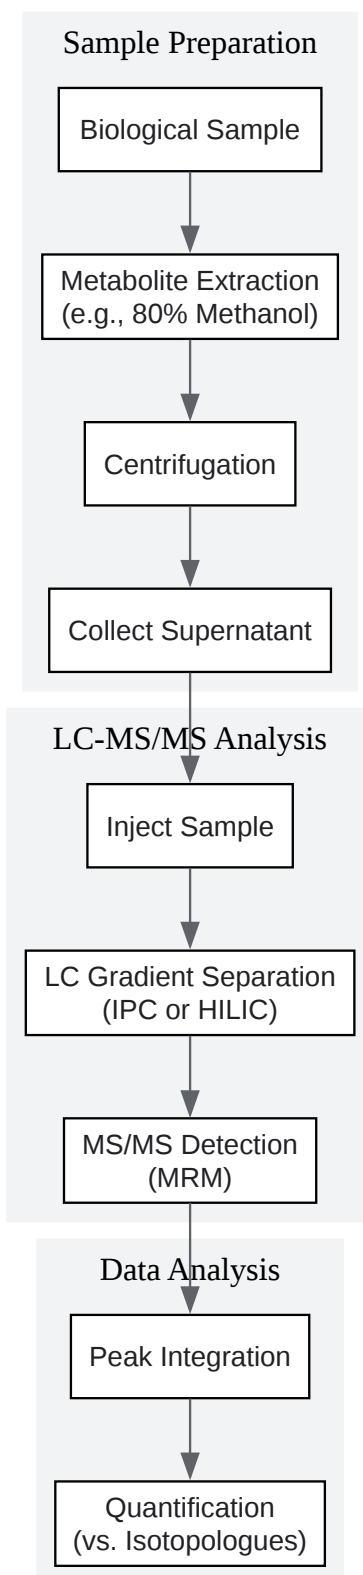 Sample Preparation
Biological Sample
Metabolite Extraction
(e.g., 80% Methanol)
Centrifugation
Collect Supernatant
LC-MS/MS Analysis
Inject Sample
LC Gradient Separation
(IPC or HILIC)
MS/MS Detection
(MRM)
Data Analysis
Peak Integration
Quantification
(vs. Isotopologues)